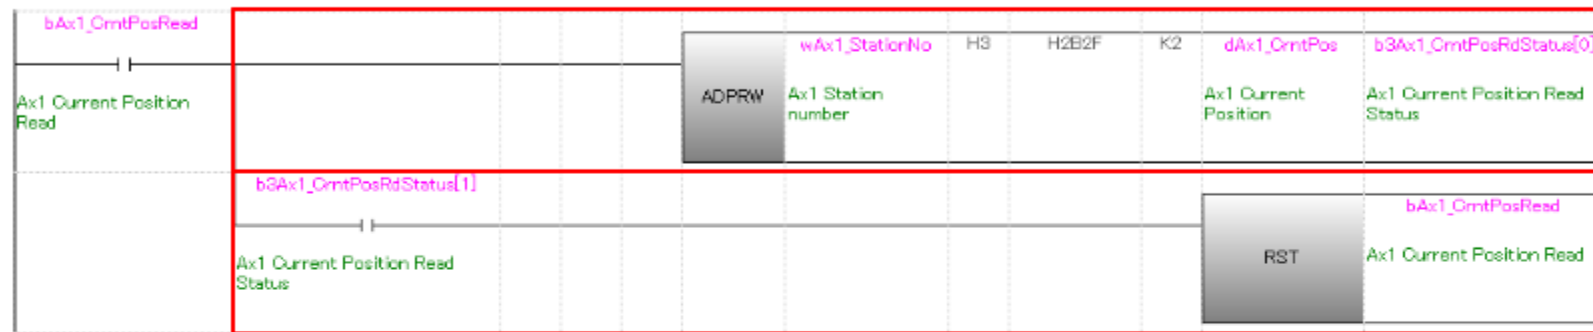 bAx1_CrntPosRead
wAx1_StationNo H3 H2B2F K2 dAx1_CrntPos b3Ax1_CrntPosRdStatus[0]
ADPRW
Ax1 Current Position
Read
Ax1 Station
number
Ax1 Current
Position
Ax1 Current Position Read
Status
b3Ax1_CrntPosRdStatus[1]
bAx1_CrntPosRead
RST
Ax1 Current Position Read
Ax1 Current Position Read
Status